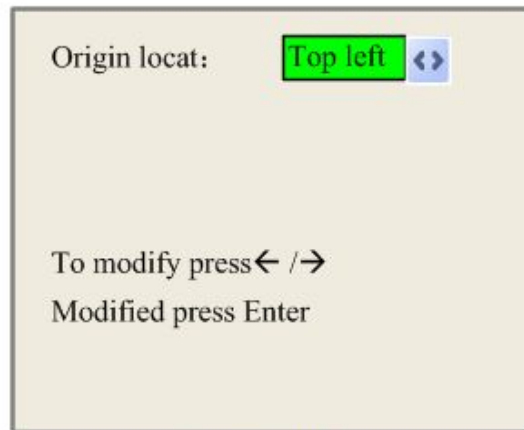 Origin locat： Top left
To modify press← /→
Modified press Enter